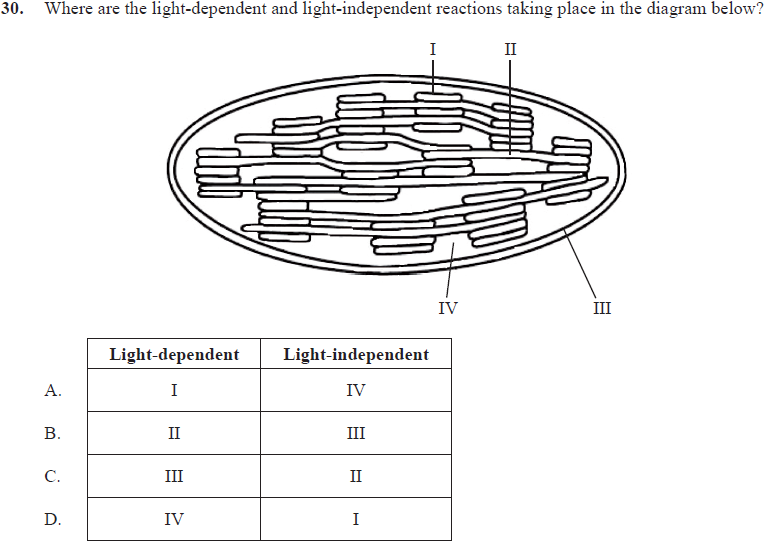 30. Where are the light-dependent and light-independent reactions taking place in the diagram below?
I II
IV III
Light-dependent Light-independent
A. I IV
B. II III
C. III II
D. IV I